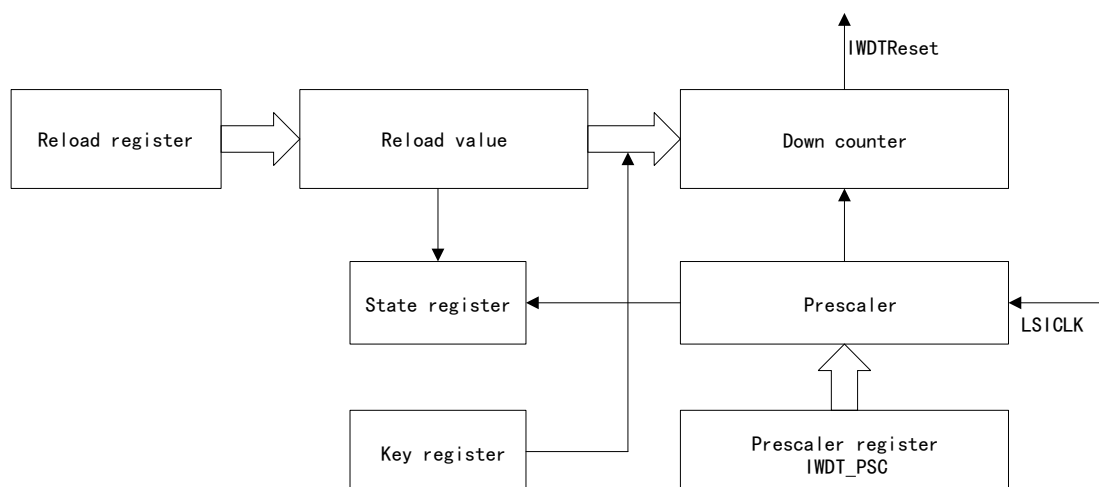 IWDTReset
Reload register
Reload value
Down counter
State register
Prescaler
LSICLK
Key register
Prescaler register
IWDT_PSC